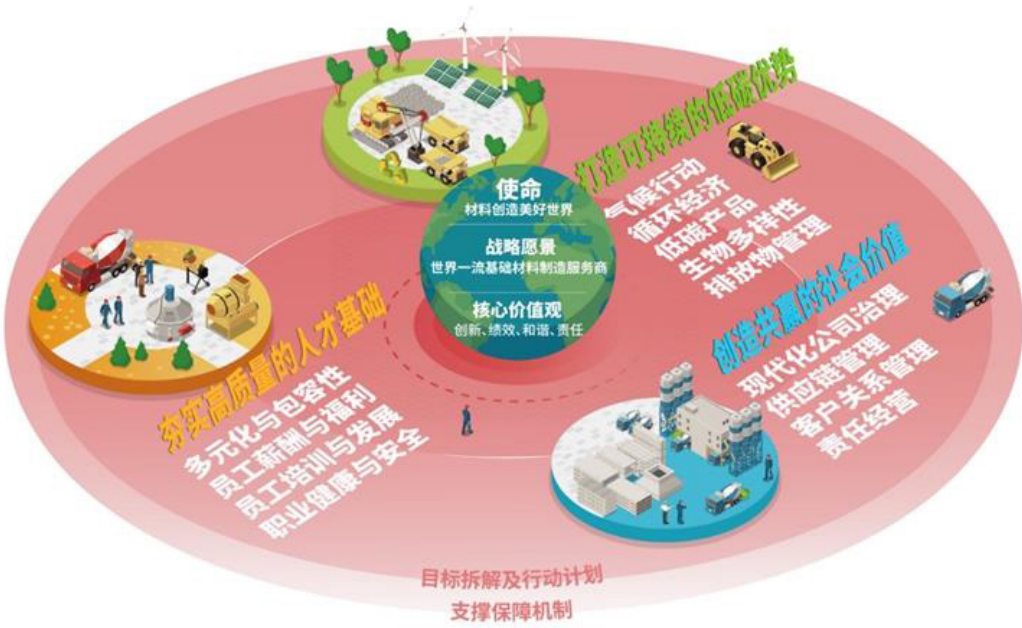 使命
材料创造美好世界
战略愿景
世界一流基础材料制造服务商
核心价值观
创新、绩效、和谐、责任
打造可持续的低碳优势
气候行动
循环经济
低碳产品
生物多样性
排放物管理
创造共赢的社会价值
现代化公司治理
供应链管理
客户关系管理
责任经营
夯实高质量的人才基础
多元化与包容性
员工薪酬与福利
员工培训与发展
职业健康与安全
目标拆解及行动计划
支撑保障机制